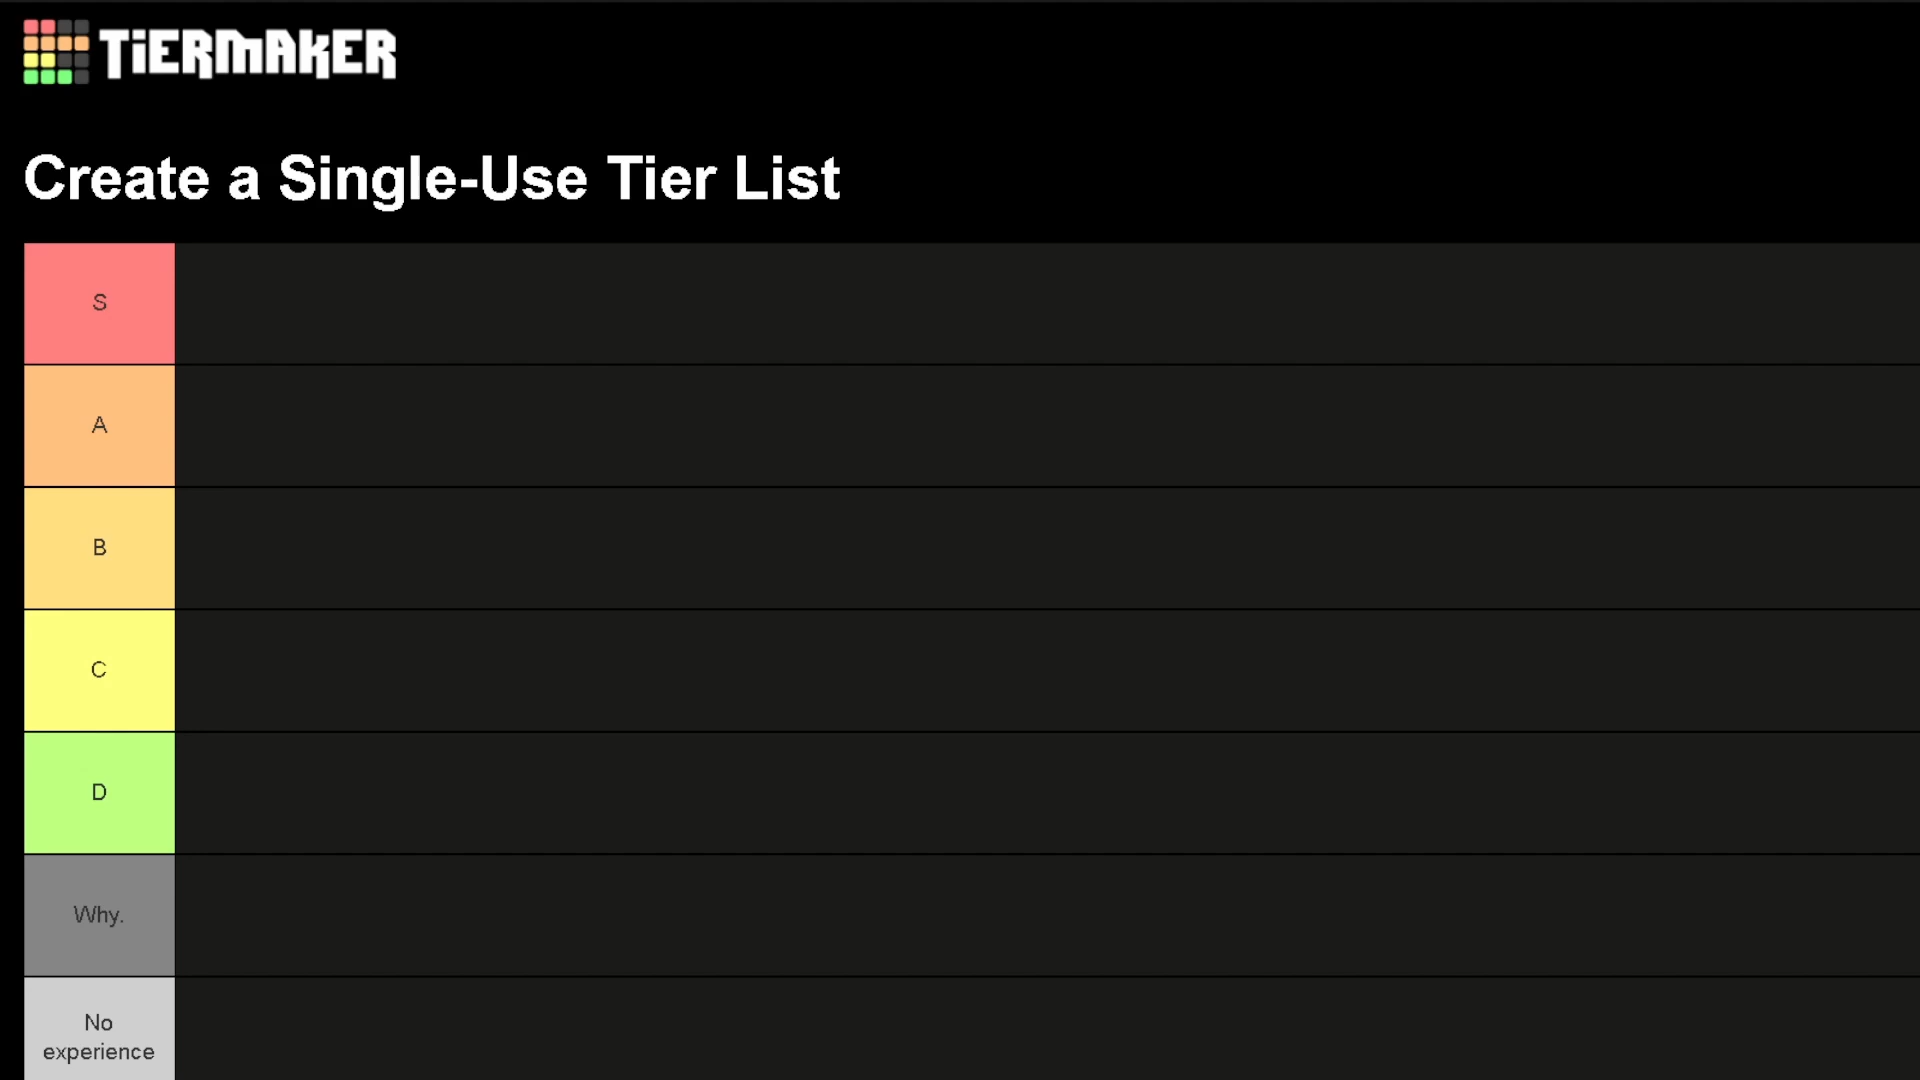 TiERMAKER
Create a Single-Use Tier List
S
A
B
C
D
Why.
No
experience